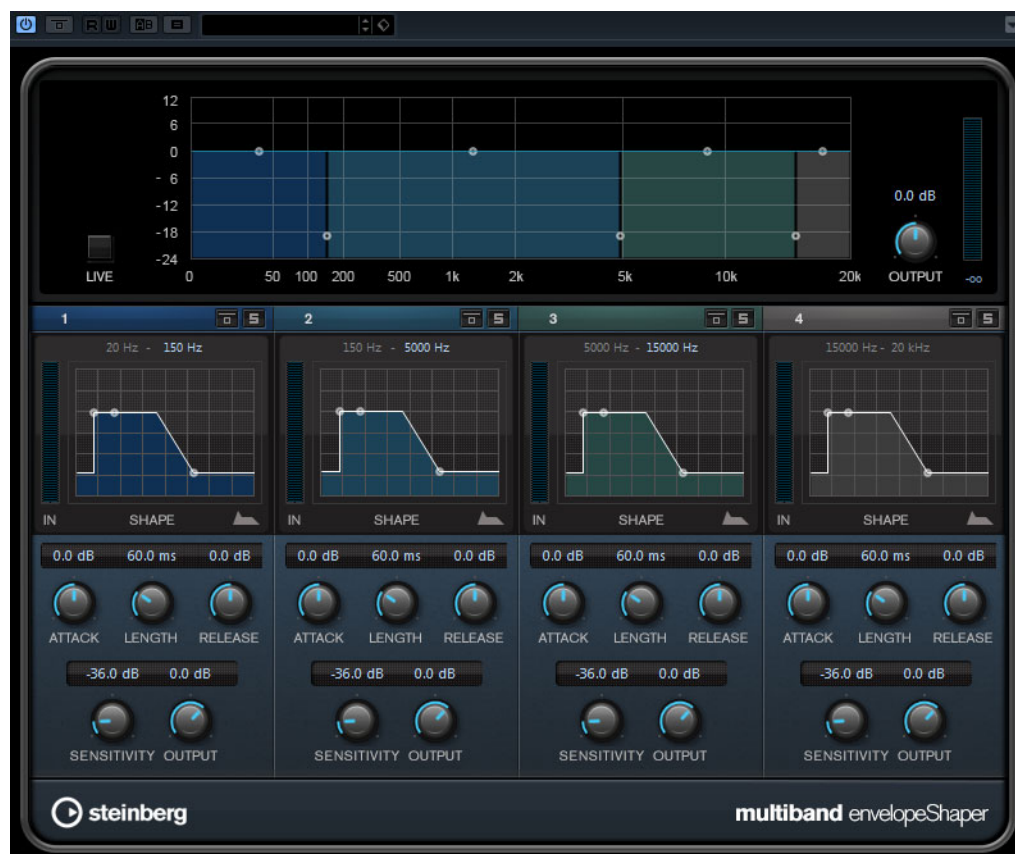 R W A B
12
6
0
- 6
-12
-18
-24
0 50 100 200 500 1k 2k 5k 10k 20k
LIVE
0.0 dB
OUTPUT
-∞
1 S 2 S 3 S 4 S
20 Hz - 150 Hz 150 Hz - 5000 Hz 5000 Hz - 15000 Hz 15000 Hz - 20 kHz
IN SHAPE IN SHAPE IN SHAPE IN SHAPE
0.0 dB 60.0 ms 0.0 dB 0.0 dB 60.0 ms 0.0 dB 0.0 dB 60.0 ms 0.0 dB 0.0 dB 60.0 ms 0.0 dB
ATTACK LENGTH RELEASE ATTACK LENGTH RELEASE ATTACK LENGTH RELEASE ATTACK LENGTH RELEASE
-36.0 dB 0.0 dB -36.0 dB 0.0 dB -36.0 dB 0.0 dB -36.0 dB 0.0 dB
SENSITIVITY OUTPUT SENSITIVITY OUTPUT SENSITIVITY OUTPUT SENSITIVITY OUTPUT
steinberg multiband envelopeShaper